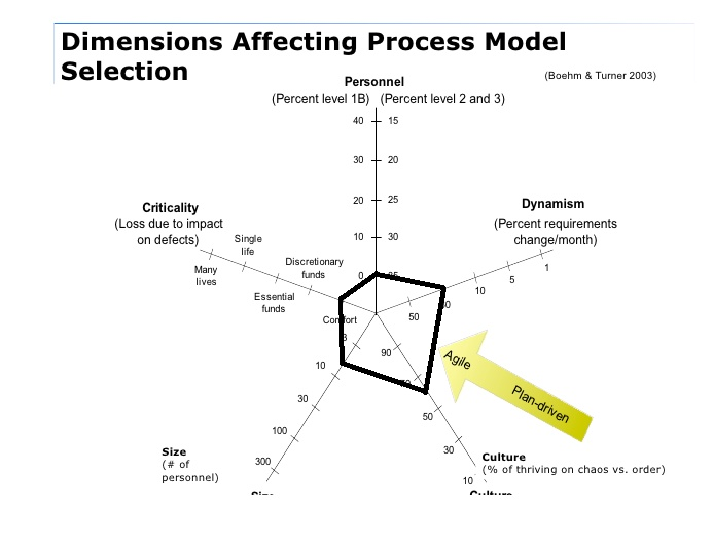 Dimensions Affecting Process Model
Selection
(Boehm & Turner 2003)
Personnel
(Percent level 1B) (Percent level 2 and 3)
40 15
30 20
20 25
10 30
0
Criticality
(Loss due to impact
on defects)
Single
life
Many
lives
Discretionary
funds
Essential
funds
Comfort
Dynamism
(Percent requirements
change/month)
1
5
10
50
3
10
30
100
300
90
50
30
10
Agile
Plan-driven
Size
(# of
personnel)
Culture
(% of thriving on chaos vs. order)